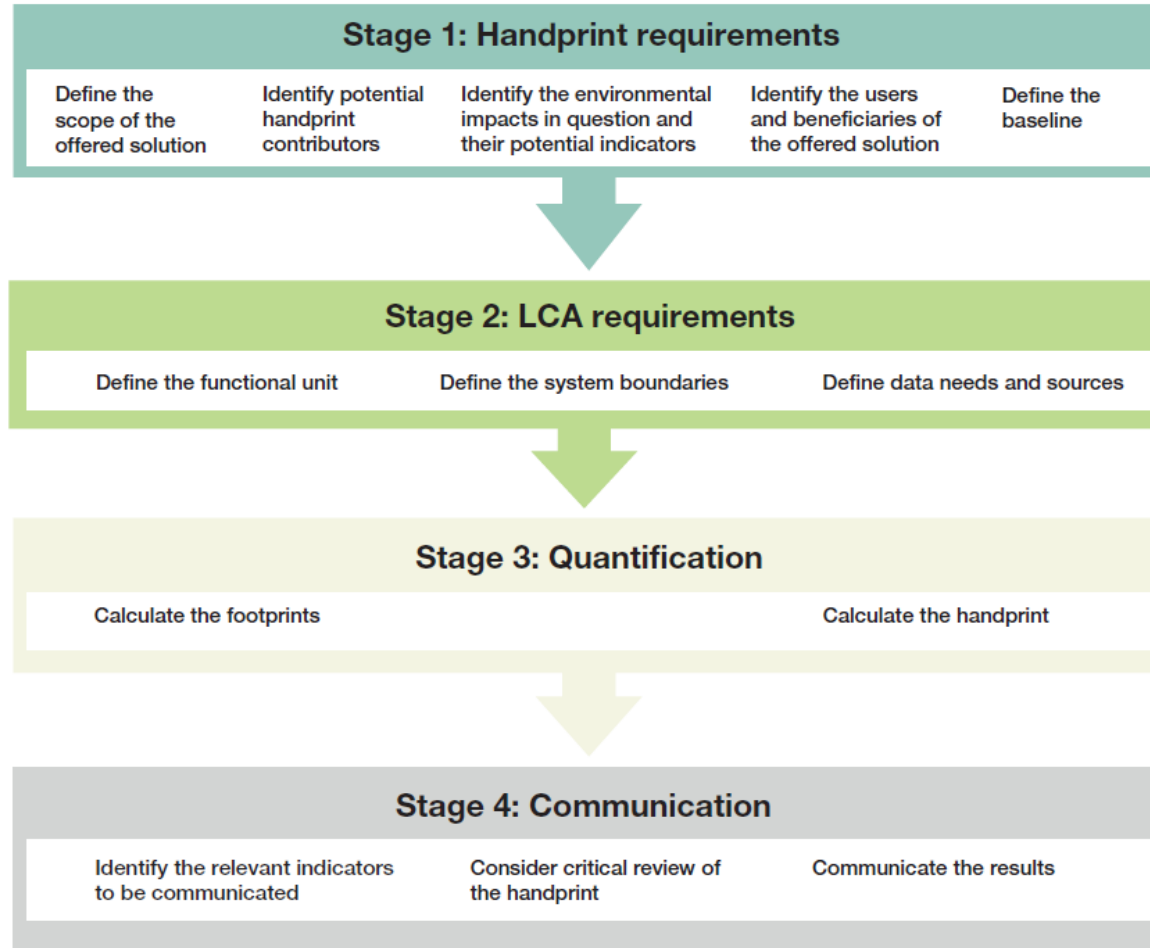 Stage 1: Handprint requirements
Define the
scope of the
offered solution
Identify potential
handprint
contributors
Identify the environmental
impacts in question and
their potential indicators
Identify the users
and beneficiaries of
the offered solution
Define the
baseline
Stage 2: LCA requirements
Define the functional unit
Define the system boundaries
Define data needs and sources
Stage 3: Quantification
Calculate the footprints
Calculate the handprint
Stage 4: Communication
Identify the relevant indicators
to be communicated
Consider critical review of
the handprint
Communicate the results